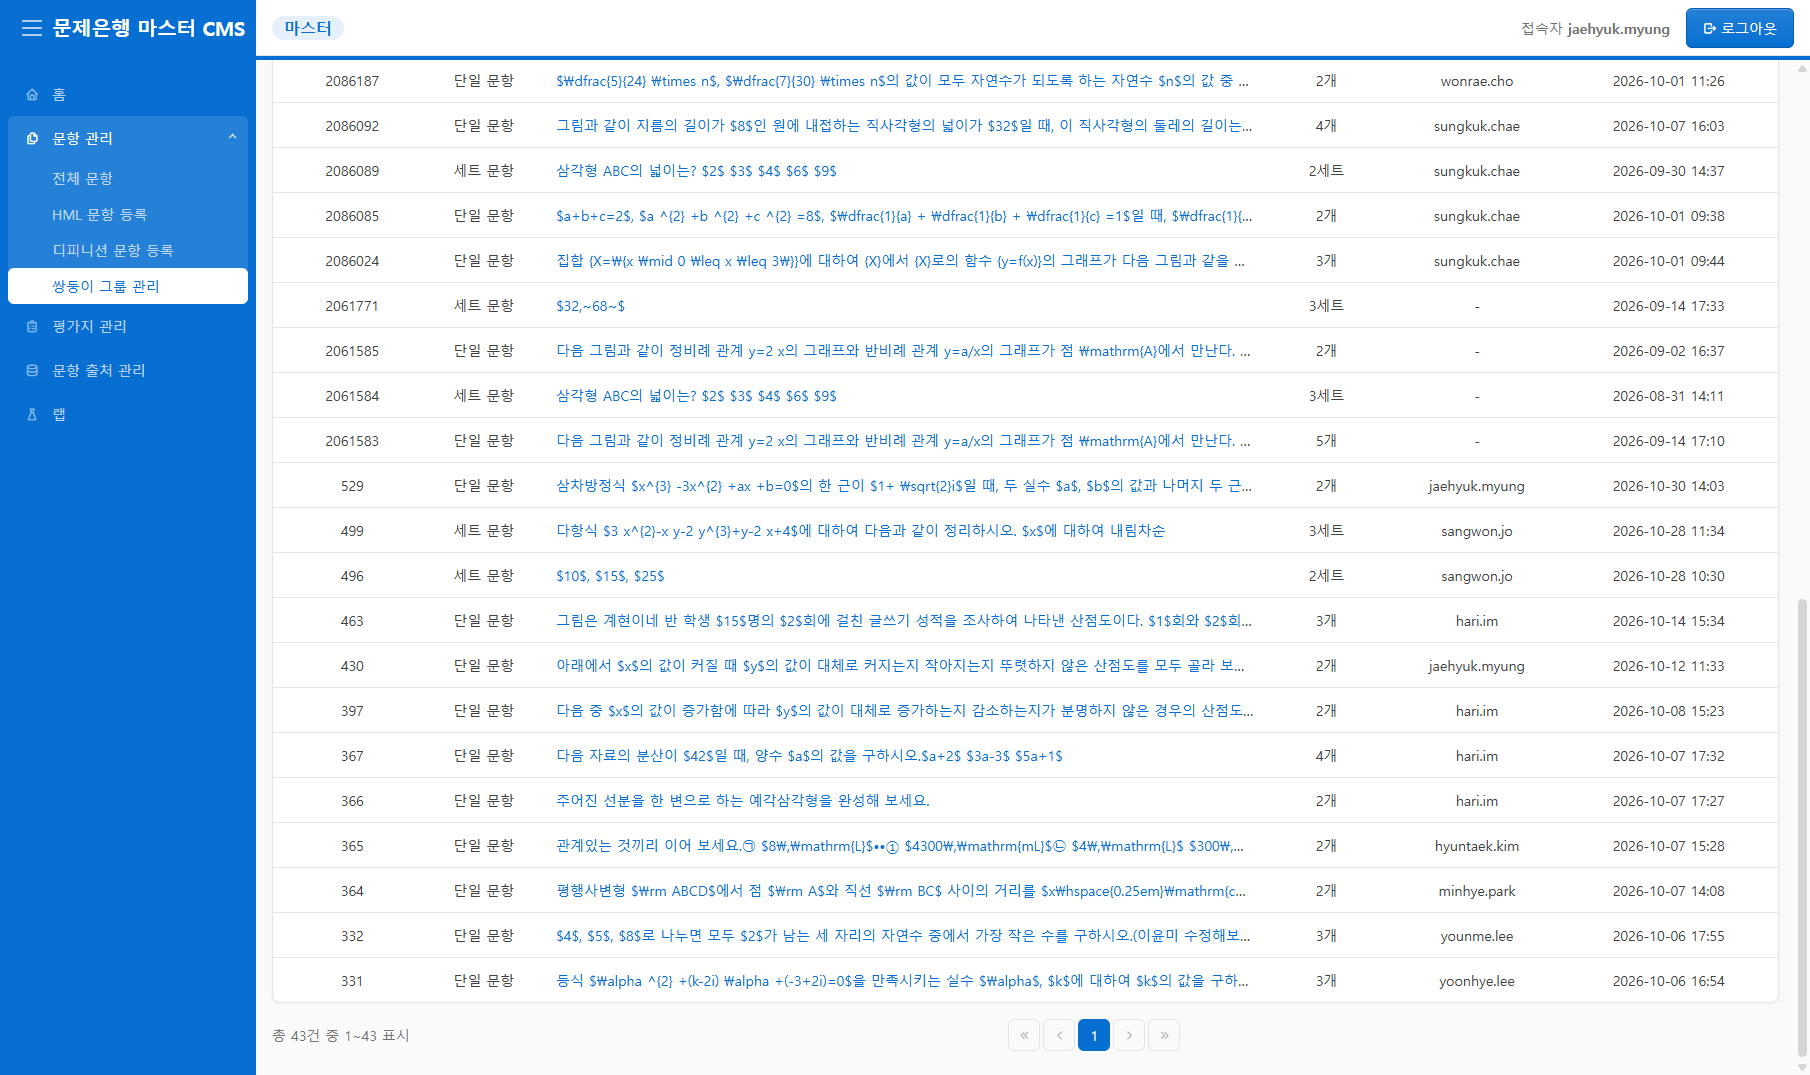 문제은행 마스터 CMS
마스터
접속자 jaehyuk.myung
로그아웃
홈
문항 관리
전체 문항
HML 문항 등록
디피니션 문항 등록
쌍둥이 그룹 관리
평가지 관리
문항 출처 관리
랩
2086187 단일 문항 $₩dfrac{5}{24} ₩times n$, $₩dfrac{7}{30} ₩times n$의 값이 모두 자연수가 되도록 하는 자연수 $n$의 값 중 ... 2개 wonrae.cho 2026-10-01 11:26
2086092 단일 문항 그림과 같이 지름의 길이가 $8$인 원에 내접하는 직사각형의 넓이가 $32$일 때, 이 직사각형의 둘레의 길이는... 4개 sungkuk.chae 2026-10-07 16:03
2086089 세트 문항 삼각형 ABC의 넓이는? $2$ $3$ $4$ $6$ $9$ 2세트 sungkuk.chae 2026-09-30 14:37
2086085 단일 문항 $a+b+c=2$, $a ^{2} +b ^{2} +c ^{2} =8$, $₩dfrac{1}{a} + ₩dfrac{1}{b} + ₩dfrac{1}{c} =1$일 때, $₩dfrac{1}{... 2개 sungkuk.chae 2026-10-01 09:38
2086024 단일 문항 집합 {X=₩{x ₩mid 0 ₩leq x ₩leq 3₩}}에 대하여 {X}에서 {X}로의 함수 {y=f(x)}의 그래프가 다음 그림과 같을 ... 3개 sungkuk.chae 2026-10-01 09:44
2061771 세트 문항 $32,~68~$ 3세트 - 2026-09-14 17:33
2061585 단일 문항 다음 그림과 같이 정비례 관계 y=2 x의 그래프와 반비례 관계 y=a/x의 그래프가 점 ₩mathrm{A}에서 만난다. ... 2개 - 2026-09-02 16:37
2061584 세트 문항 삼각형 ABC의 넓이는? $2$ $3$ $4$ $6$ $9$ 3세트 - 2026-08-31 14:11
2061583 단일 문항 다음 그림과 같이 정비례 관계 y=2 x의 그래프와 반비례 관계 y=a/x의 그래프가 점 ₩mathrm{A}에서 만난다. ... 5개 - 2026-09-14 17:10
529 단일 문항 삼차방정식 $x^{3} -3x^{2} +ax +b=0$의 한 근이 $1+ ₩sqrt{2}i$일 때, 두 실수 $a$, $b$의 값과 나머지 두 근... 2개 jaehyuk.myung 2026-10-30 14:03
499 세트 문항 다항식 $3 x^{2}-x y-2 y^{3}+y-2 x+4$에 대하여 다음과 같이 정리하시오. $x$에 대하여 내림차순 3세트 sangwon.jo 2026-10-28 11:34
496 세트 문항 $10$, $15$, $25$ 2세트 sangwon.jo 2026-10-28 10:30
463 단일 문항 그림은 계현이네 반 학생 $15$명의 $2$회에 걸친 글쓰기 성적을 조사하여 나타낸 산점도이다. $1$회와 $2$회... 3개 hari.im 2026-10-14 15:34
430 단일 문항 아래에서 $x$의 값이 커질 때 $y$의 값이 대체로 커지는지 작아지는지 뚜렷하지 않은 산점도를 모두 골라 보... 2개 jaehyuk.myung 2026-10-12 11:33
397 단일 문항 다음 중 $x$의 값이 증가함에 따라 $y$의 값이 대체로 증가하는지 감소하는지가 분명하지 않은 경우의 산점도... 2개 hari.im 2026-10-08 15:23
367 단일 문항 다음 자료의 분산이 $42$일 때, 양수 $a$의 값을 구하시오.$a+2$ $3a-3$ $5a+1$ 4개 hari.im 2026-10-07 17:32
366 단일 문항 주어진 선분을 한 변으로 하는 예각삼각형을 완성해 보세요. 2개 hari.im 2026-10-07 17:27
365 단일 문항 관계있는 것끼리 이어 보세요.㉠ $8₩,₩mathrm{L}$••① $4300₩,₩mathrm{mL}$㉡ $4₩,₩mathrm{L}$ $300₩,... 2개 hyuntaek.kim 2026-10-07 15:28
364 단일 문항 평행사변형 $₩rm ABCD$에서 점 $₩rm A$와 직선 $₩rm BC$ 사이의 거리를 $x₩hspace{0.25em}₩mathrm{c... 2개 minhye.park 2026-10-07 14:08
332 단일 문항 $4$, $5$, $8$로 나누면 모두 $2$가 남는 세 자리의 자연수 중에서 가장 작은 수를 구하시오.(이윤미 수정해보... 3개 younme.lee 2026-10-06 17:55
331 단일 문항 등식 $₩alpha ^{2} +(k-2i) ₩alpha +(-3+2i)=0$을 만족시키는 실수 $₩alpha$, $k$에 대하여 $k$의 값을 구하... 3개 yoonhye.lee 2026-10-06 16:54
총 43건 중 1~43 표시
« ‹ 1 › »